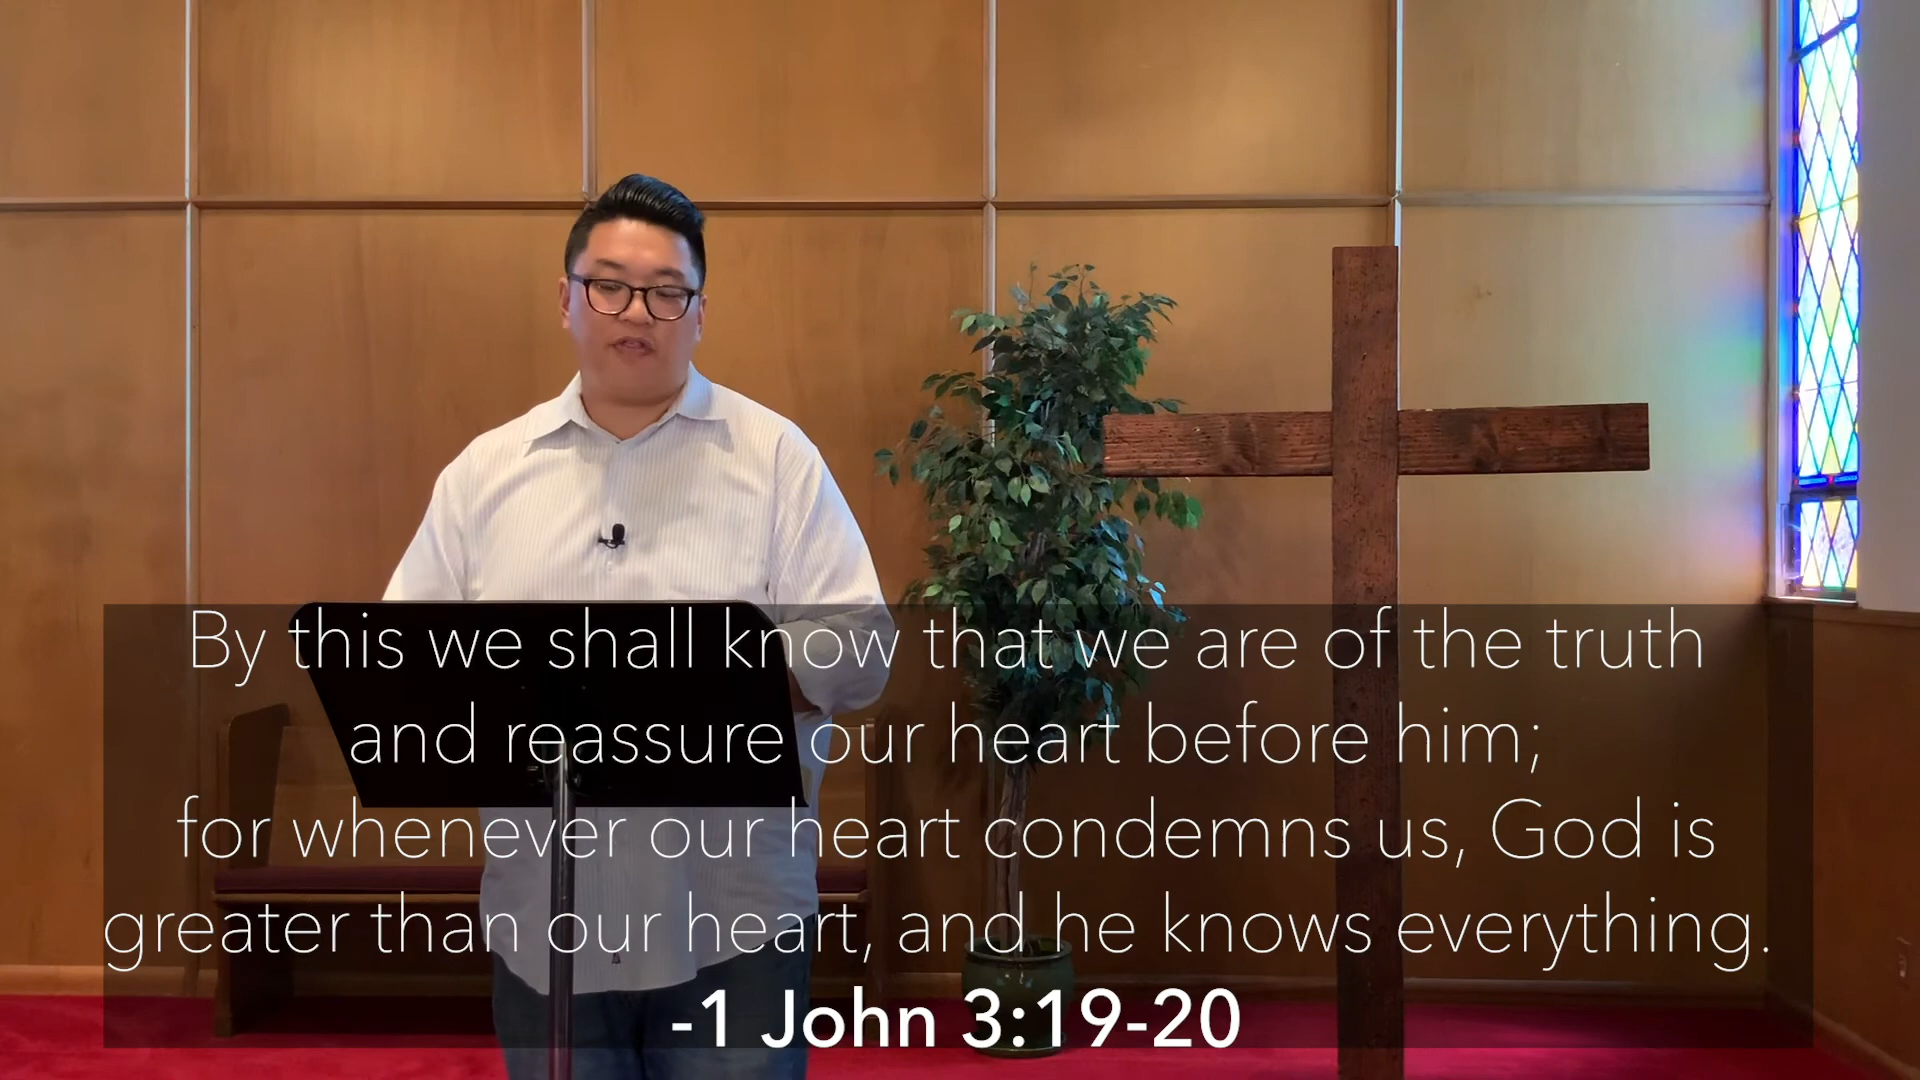 By this we shall know that we are of the truth
and reassure our heart before him;
for whenever our heart condemns us, God is
greater than our heart, and he knows everything.
-1 John 3:19-20